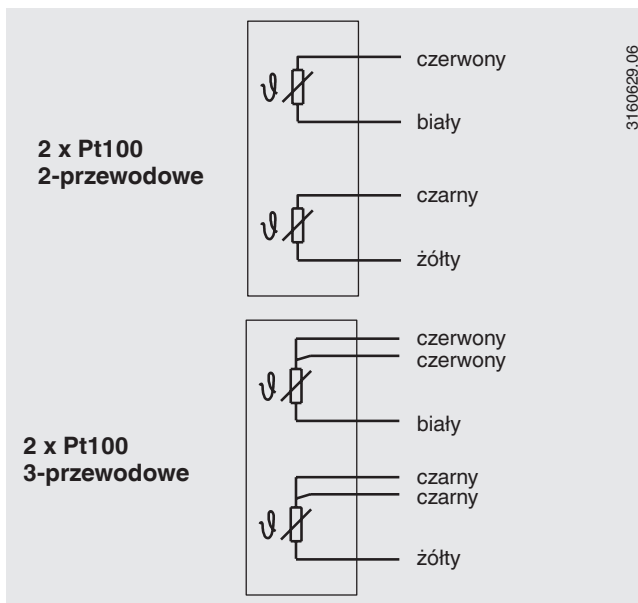 czerwony
biały
2 x Pt100
2-przewodowe
czarny
żółty
czerwony
czerwony
biały
2 x Pt100
3-przewodowe
czarny
czarny
żółty
3160629.06
ϑ
ϑ
ϑ
ϑ